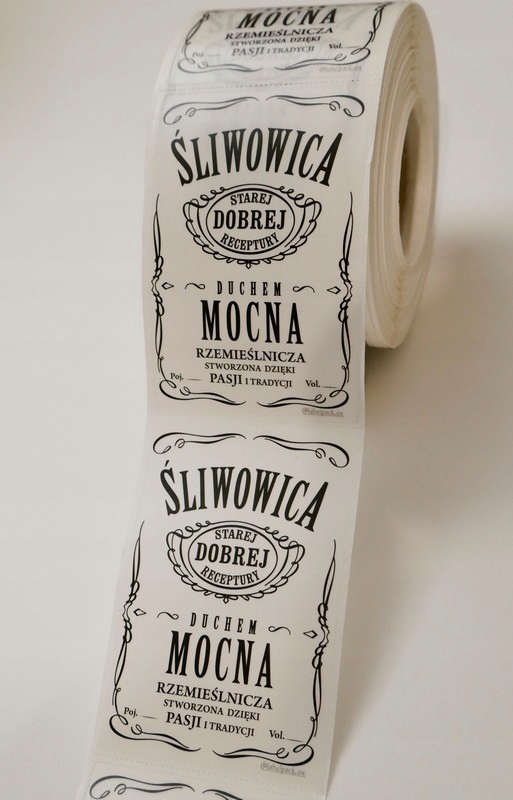 MOCNA
RZEMIEŚLNICZA
STWORZONA DZIĘKI
Poj. PASJI I TRADYCJI Vol.
ŚLIWOWICA
STAREJ
DOBREJ
RECEPTURY
DUCHEM
MOCNA
RZEMIEŚLNICZA
STWORZONA DZIĘKI
Poj. PASJI I TRADYCJI Vol.
ŚLIWOWICA
STAREJ
DOBREJ
RECEPTURY
DUCHEM
MOCNA
RZEMIEŚLNICZA
STWORZONA DZIĘKI
Poj. PASJI I TRADYCJI Vol.